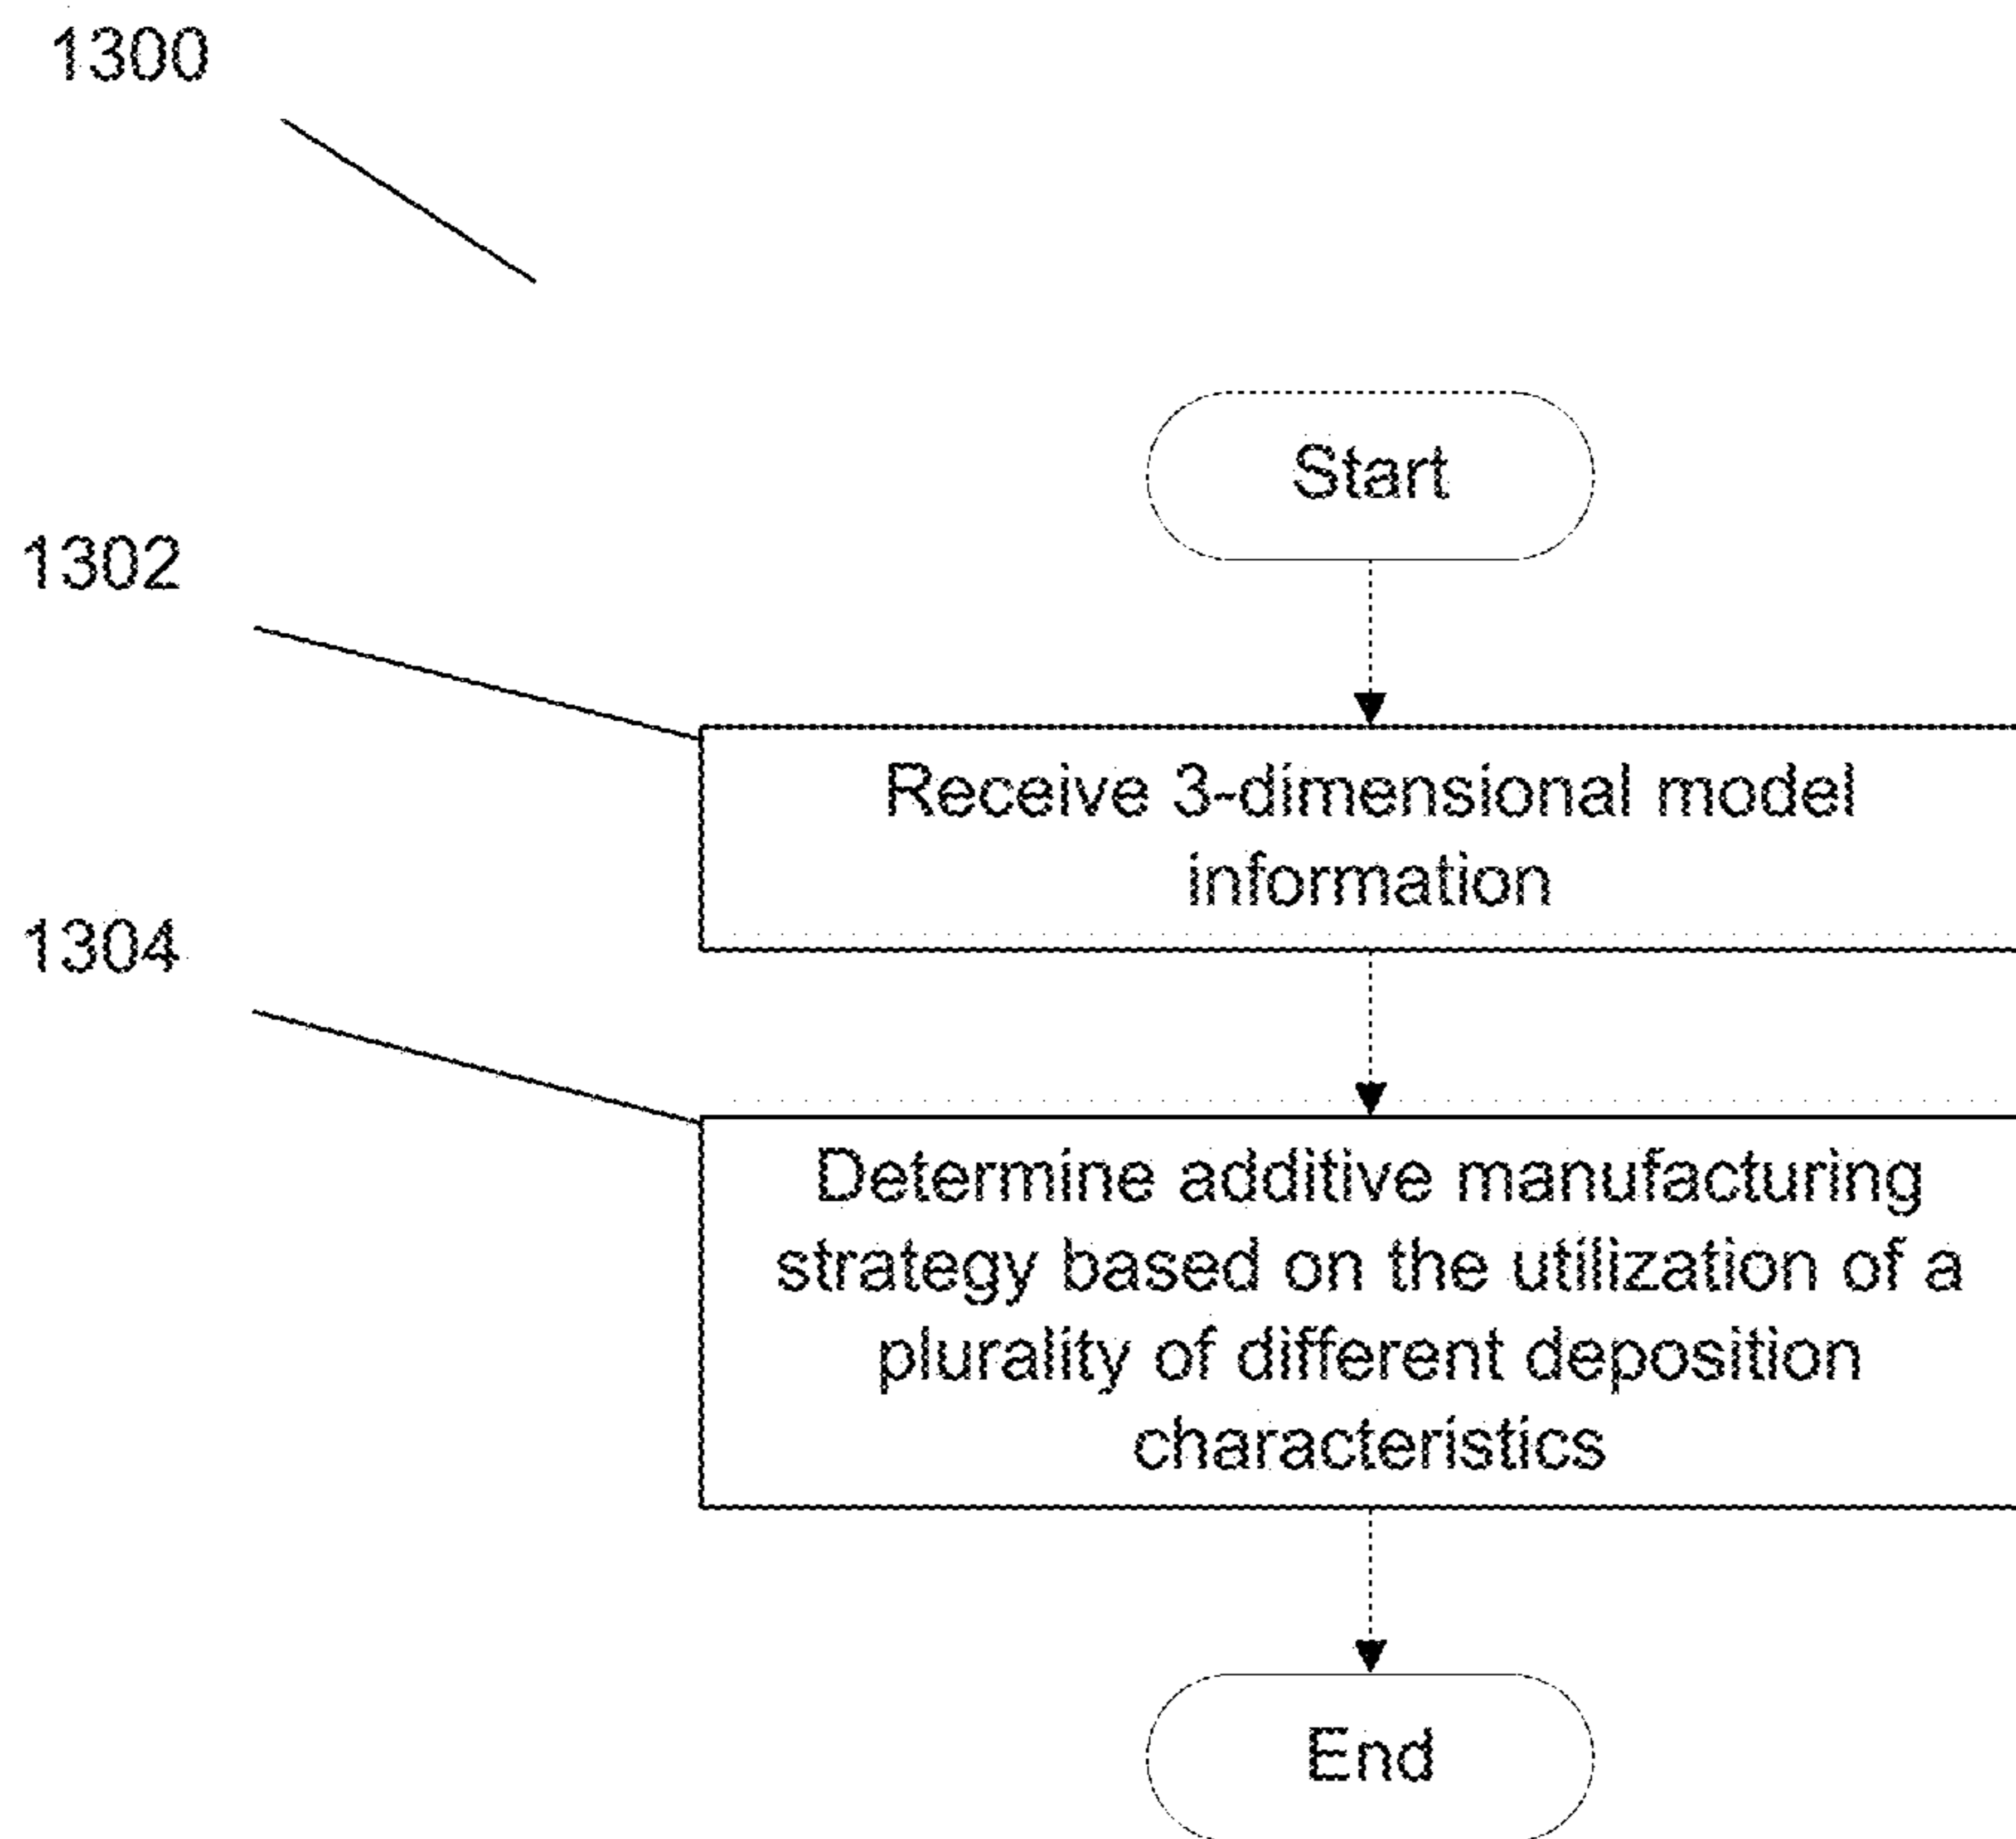 1300
Start
1302
Receive 3-dimensional model
information
1304
Determine additive manufacturing
strategy based on the utilization of a
plurality of different deposition
characteristics
End